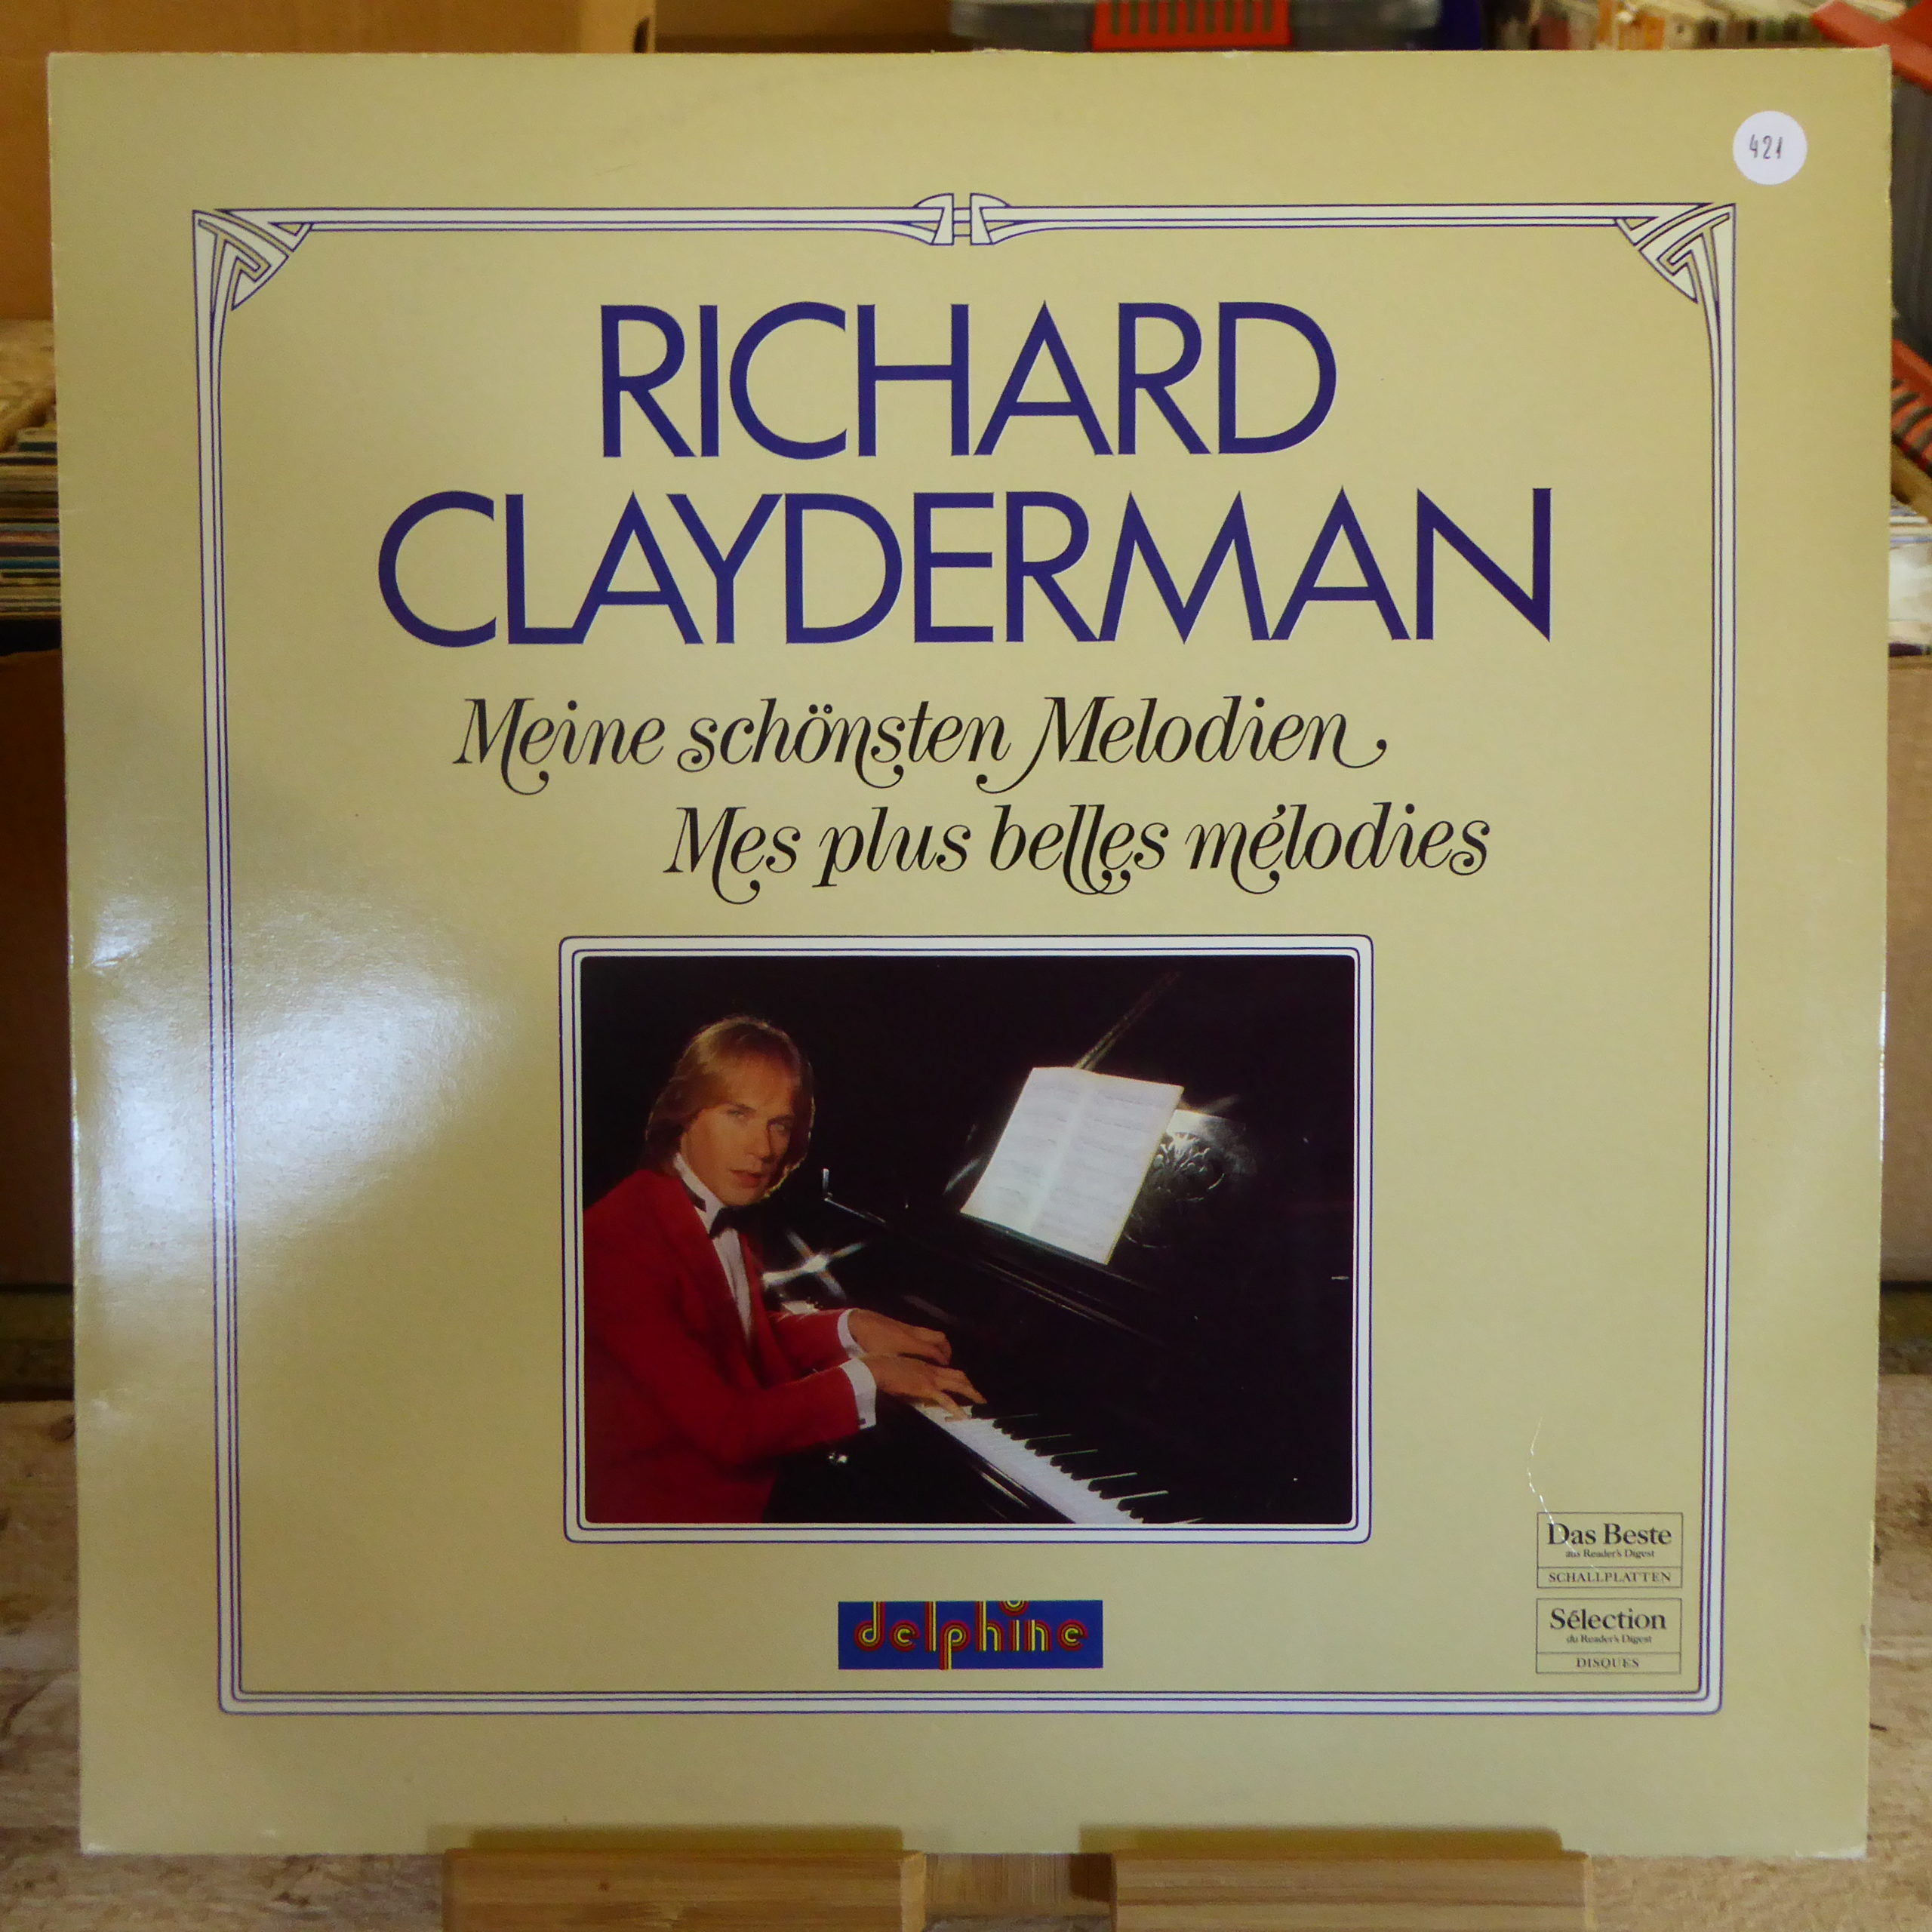 421
RICHARD
CLAYDERMAN
Meine schönsten Melodien
Mes plus belles mélodies
delphine
Das Beste
aus Reader's Digest
SCHALLPLATTEN
Sélection
du Reader's Digest
DISQUES